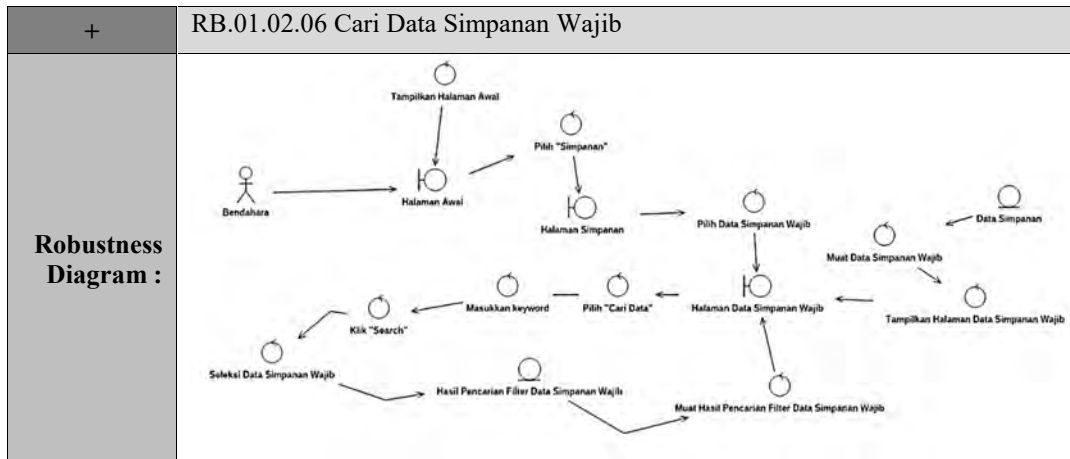 +
RB.01.02.06 Cari Data Simpanan Wajib
Robustness
Diagram :
Tampilkan Halaman Awal
Pilih "Simpanan"
Bendahara
Halaman Awal
Halaman Simpanan
Pilih Data Simpanan Wajib
Data Simpanan
Muat Data Simpanan Wajib
Klik "Search"
Masukkan keyword
Pilih "Cari Data"
Halaman Data Simpanan Wajib
Tampilkan Halaman Data Simpanan Wajib
Seleksi Data Simpanan Wajib
Hasil Pencarian Filter Data Simpanan Wajib
Muat Hasil Pencarian Filter Data Simpanan Wajib